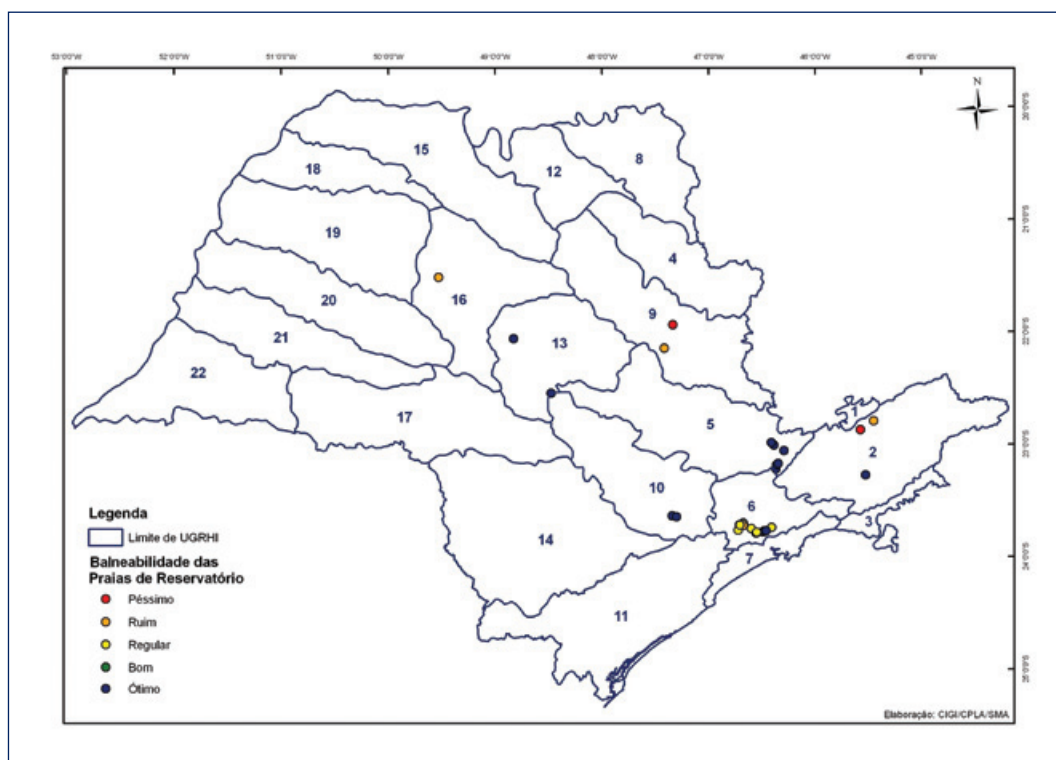 53°0'0"W 52°0'0"W 51°0'0"W 50°0'0"W 49°0'0"W 48°0'0"W 47°0'0"W 46°0'0"W 45°0'0"W
N
20°0'0"S
21°0'0"S
22°0'0"S
23°0'0"S
24°0'0"S
25°0'0"S
15
8
18
12
19
4
16
9
20
13
21
22
1
17
5
2
10
6
3
14
7
11
Legenda
Limite de UGRHI
Balneabilidade das
Praias de Reservatório
Péssimo
Ruim
Regular
Bom
Ótimo
Elaboração: CIGI/CPLA/SMA